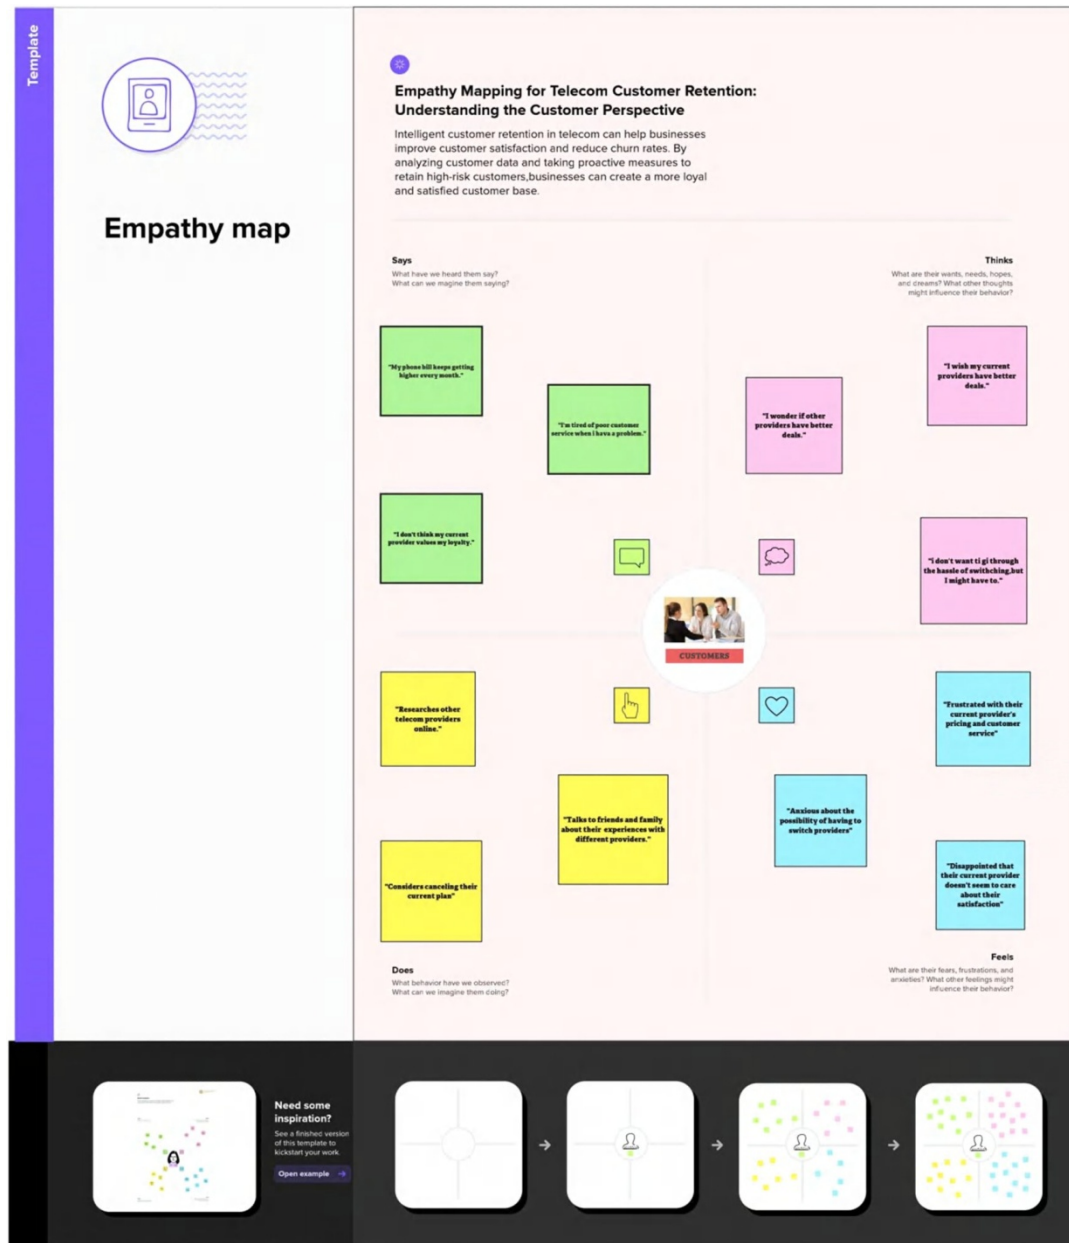 Template
Empathy map
Empathy Mapping for Telecom Customer Retention:
Understanding the Customer Perspective
Intelligent customer retention in telecom can help businesses
improve customer satisfaction and reduce churn rates. By
analyzing customer data and taking proactive measures to
retain high-risk customers,businesses can create a more loyal
and satisfied customer base.
Says
What have we heard them say?
What can we magine them saying?
Thinks
What are their wants, needs, hopes,
and dreams? What other thoughts
might influence their behavior?
"My phone bill keeps getting
higher every month."
"I'm tired of poor customer
service when i hava a problem."
"I don't think my current
provider values my loyalty."
"I wonder if other
providers have better
deals."
"I wish my current
providers have better
deals."
"I don't want ti gi through
the hassle of swithching,but
I might have to."
CUSTOMERS
"Researches other
telecom providers
online."
"Talks to friends and family
about their experiences with
different providers."
"Considers canceling their
current plan"
"Frustrated with their
current provider's
pricing and customer
service"
"Anxious about the
possibility of having to
switch providers"
"Disappointed that
their current provider
doesn't seem to care
about their
satisfaction"
Does
What behavior have we observed?
What can we imagine them doing?
Feels
What are their fears, frustrations, and
anxieties? What other feelings might
influence their behavior?
Need some
inspiration?
See a finished version
of this template to
kickstart your work.
Open example